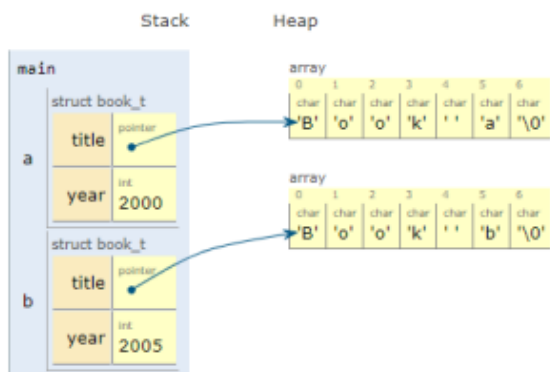 Stack Heap
main
array
0 1 2 3 4 5 6
char char char char char char char
'B' 'o' 'o' 'k' ' ' 'a' '\0'
struct book_t
pointer
title
a
int
year 2000
array
0 1 2 3 4 5 6
char char char char char char char
'B' 'o' 'o' 'k' ' ' 'b' '\0'
struct book_t
pointer
title
b
int
year 2005